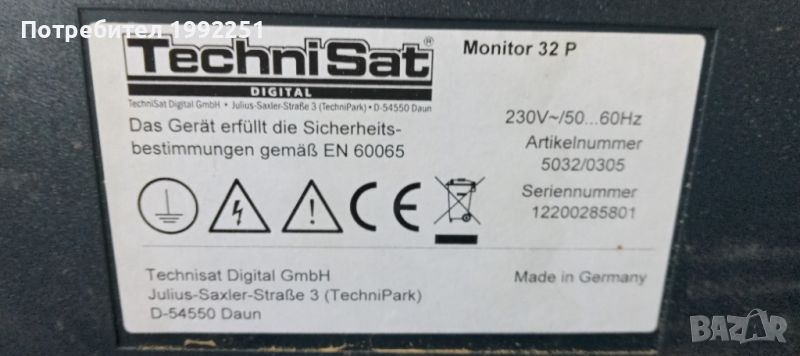 Потребител 1992251
TechniSat®
DIGITAL
TechniSat Digital GmbH • Julius-Saxler-Straße 3 (TechniPark) • D-54550 Daun
Das Gerät erfüllt die Sicherheits-
bestimmungen gemäß EN 60065
CE
Technisat Digital GmbH
Julius-Saxler-Straße 3 (TechniPark)
D-54550 Daun
Monitor 32 P
230V~/50...60Hz
Artikelnummer
5032/0305
Seriennummer
12200285801
Made in Germany
BAZAR